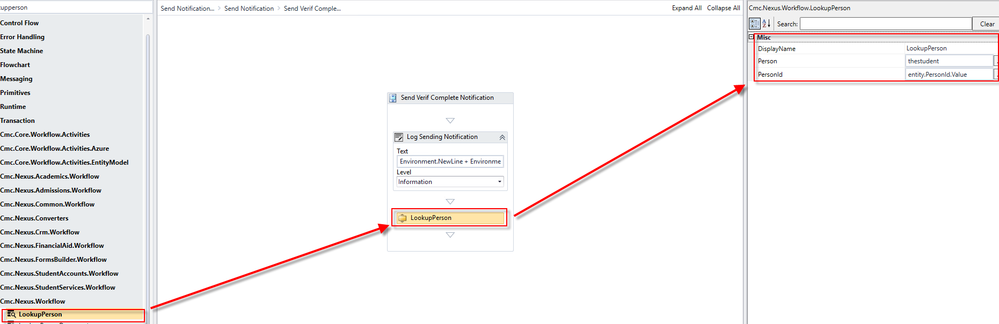 upperson
Control Flow
Error Handling
State Machine
Flowchart
Messaging
Primitives
Runtime
Transaction
Cmc.Core.Workflow.Activities
Cmc.Core.Workflow.Activities.Azure
Cmc.Core.Workflow.Activities.EntityModel
Cmc.Nexus.Academics.Workflow
Cmc.Nexus.Admissions.Workflow
Cmc.Nexus.Common.Workflow
Cmc.Nexus.Converters
Cmc.Nexus.Crm.Workflow
Cmc.Nexus.FinancialAid.Workflow
Cmc.Nexus.FormsBuilder.Workflow
Cmc.Nexus.StudentAccounts.Workflow
Cmc.Nexus.StudentServices.Workflow
Cmc.Nexus.Workflow
LookupPerson
Send Notification... > Send Notification > Send Verif Comple...
Expand All Collapse All
Send Verif Complete Notification
Log Sending Notification
Text
Environment.NewLine + Environme
Level
Information
LookupPerson
Cmc.Nexus.Workflow.LookupPerson
Search: Clear
Misc
DisplayName LookupPerson
Person thestudent
PersonId entity.PersonId.Value